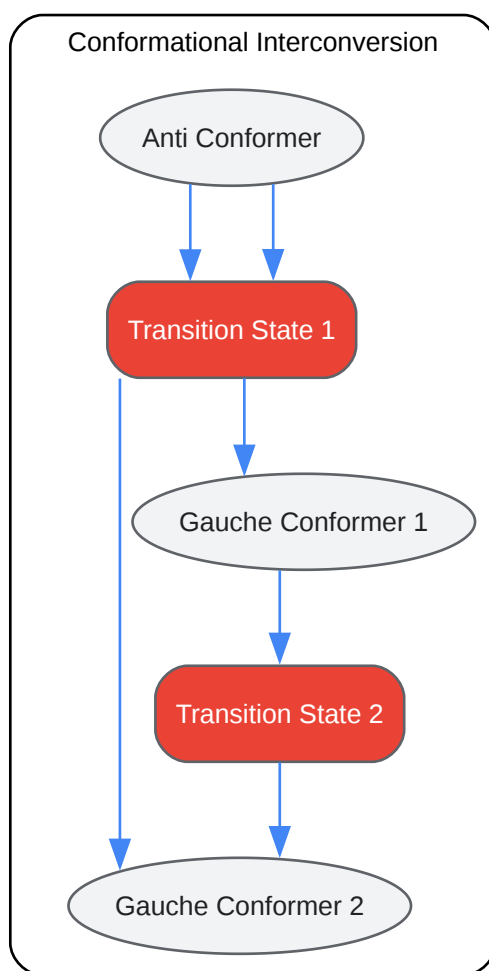 Conformational Interconversion
Anti Conformer
Transition State 1
Gauche Conformer 1
Transition State 2
Gauche Conformer 2